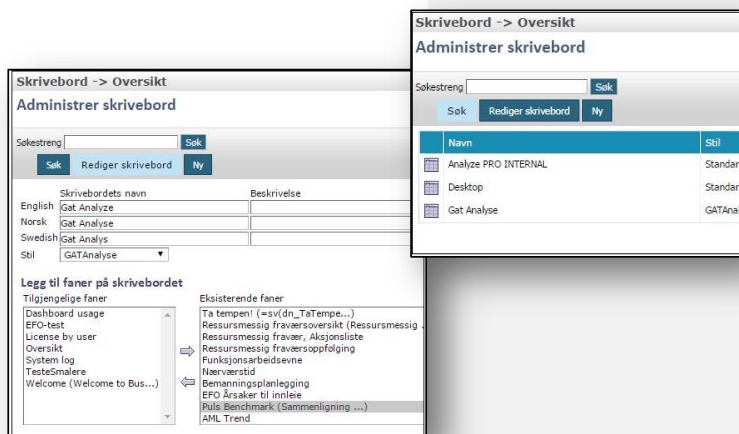 Skrivebord -> Oversikt
Administrer skrivebord
Søkestreng Søk
Søk Rediger skrivebord Ny
Skrivebordets navn Beskrivelse
English Gat Analyze
Norsk Gat Analyse
Swedish Gat Analys
Stil GATAnalyse
Legg til faner på skrivebordet
Tilgjengelige faner
Dashboard usage
EFO-test
License by user
Oversikt
System log
TesteSmalere
Welcome (Welcome to Bus...)
Eksisterende faner
Ta tempen! (=sv(dn_TaTempe...)
Ressursmessig fraværsoversikt (Ressursmessig .
Ressursmessig fravær, Aksjonsliste
Ressursmessig fraværsoppfølging
Funksjonsarbeidsevne
Nærværstid
Bemanningsplanlegging
EFO Årsaker til innleie
Puls Benchmark (Sammenligning ...)
AML Trend
Skrivebord -> Oversikt
Administrer skrivebord
Søkestreng Søk
Søk Rediger skrivebord Ny
Navn Stil
Analyze PRO INTERNAL Standar
Desktop Standar
Gat Analyse GATAnal